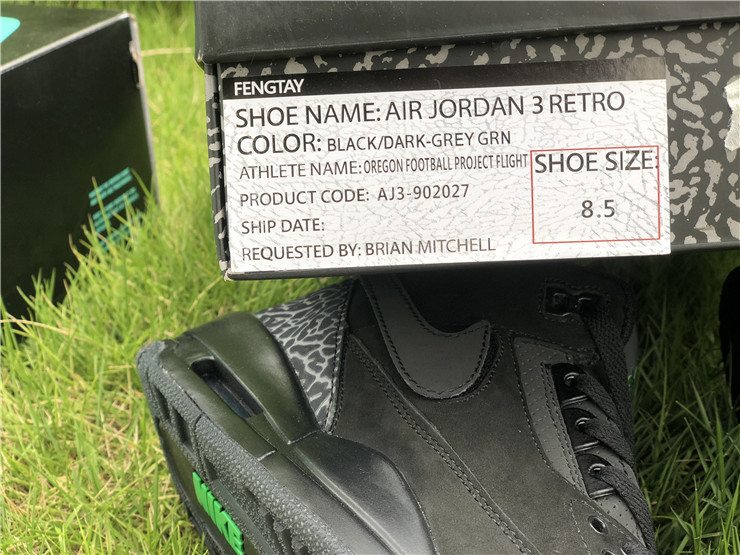 FENGTAY
SHOE NAME: AIR JORDAN 3 RETRO
COLOR: BLACK/DARK-GREY GRN
ATHLETE NAME: OREGON FOOTBALL PROJECT FLIGHT
PRODUCT CODE: AJ3-902027
SHIP DATE:
REQUESTED BY: BRIAN MITCHELL
SHOE SIZE:
8.5
NIKE